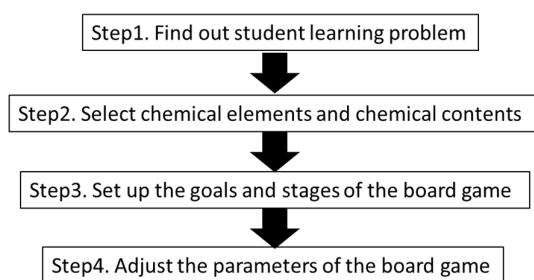 Step1. Find out student learning problem
Step2. Select chemical elements and chemical contents
Step3. Set up the goals and stages of the board game
Step4. Adjust the parameters of the board game